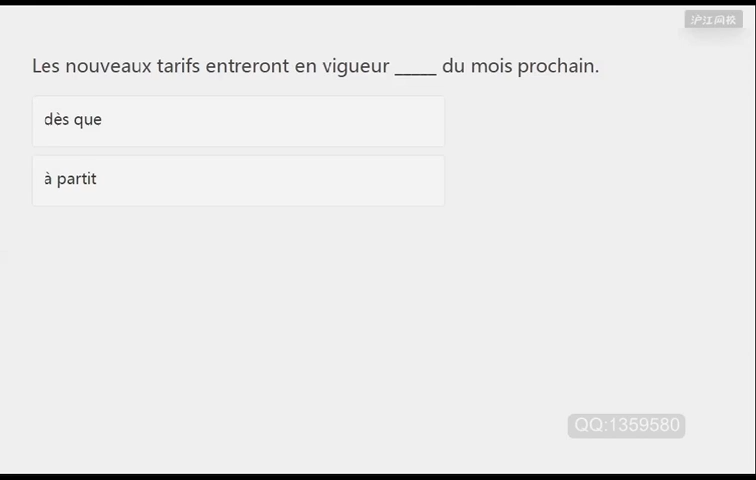 沪江网校
Les nouveaux tarifs entreront en vigueur _____ du mois prochain.
dès que
à partit
QQ:1359580